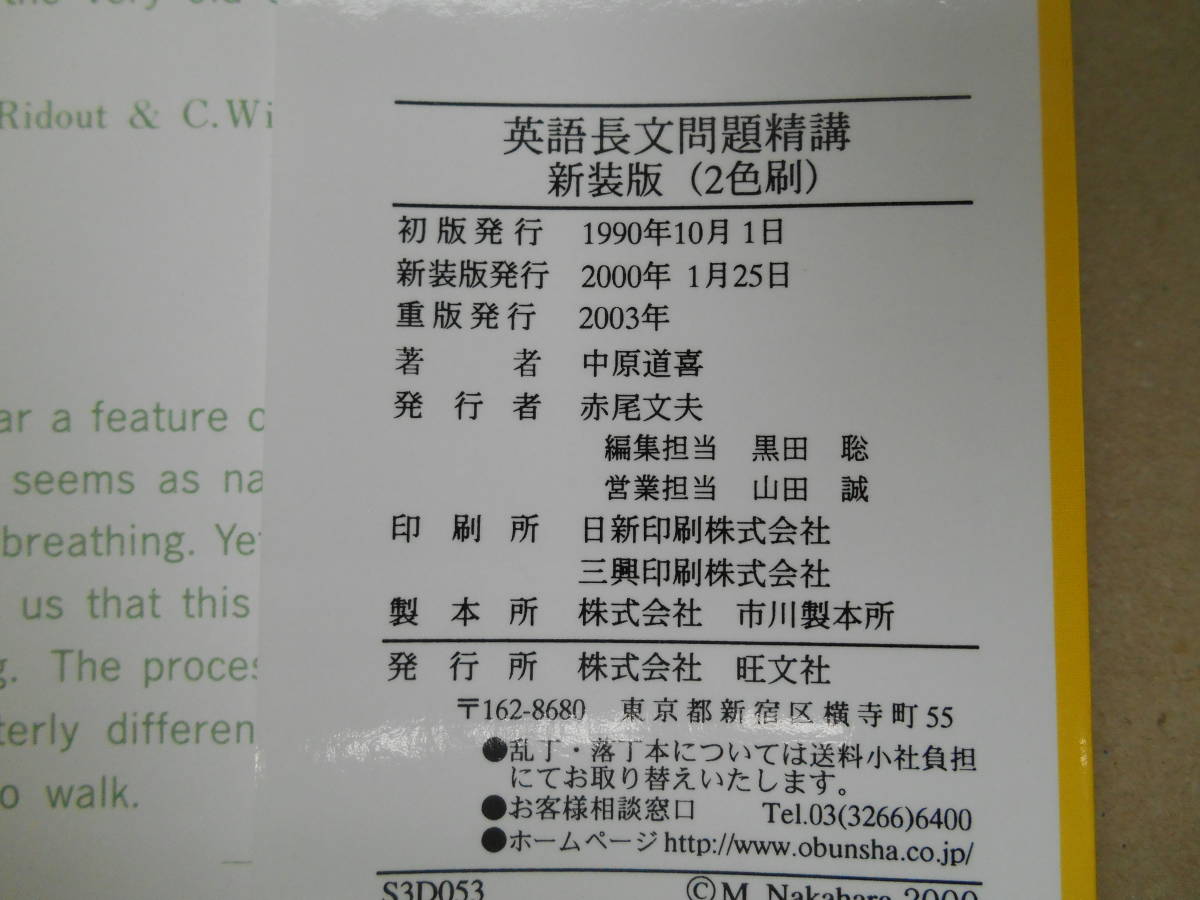 the very old
Ridout & C.Wi
ar a feature
seems as na
breathing. Ye
us that this
The proces
terly differen
o walk.
英語長文問題精講
新装版（2色刷）
初版発行 1990年10月1日
新装版発行 2000年 1月25日
重版発行 2003年
著者 中原道喜
発行者 赤尾文夫
編集担当 黒田 聡
営業担当 山田 誠
印刷所 日新印刷株式会社
三興印刷株式会社
製本所 株式会社 市川製本所
発行所 株式会社 旺文社
〒162-8680 東京都新宿区横寺町55
●乱丁・落丁本については送料小社負担
にてお取り替えいたします。
●お客様相談窓口 Tel.03(3266)6400
●ホームページ http://www.obunsha.co.jp/
S3D053 ©M. Nakahara 2000